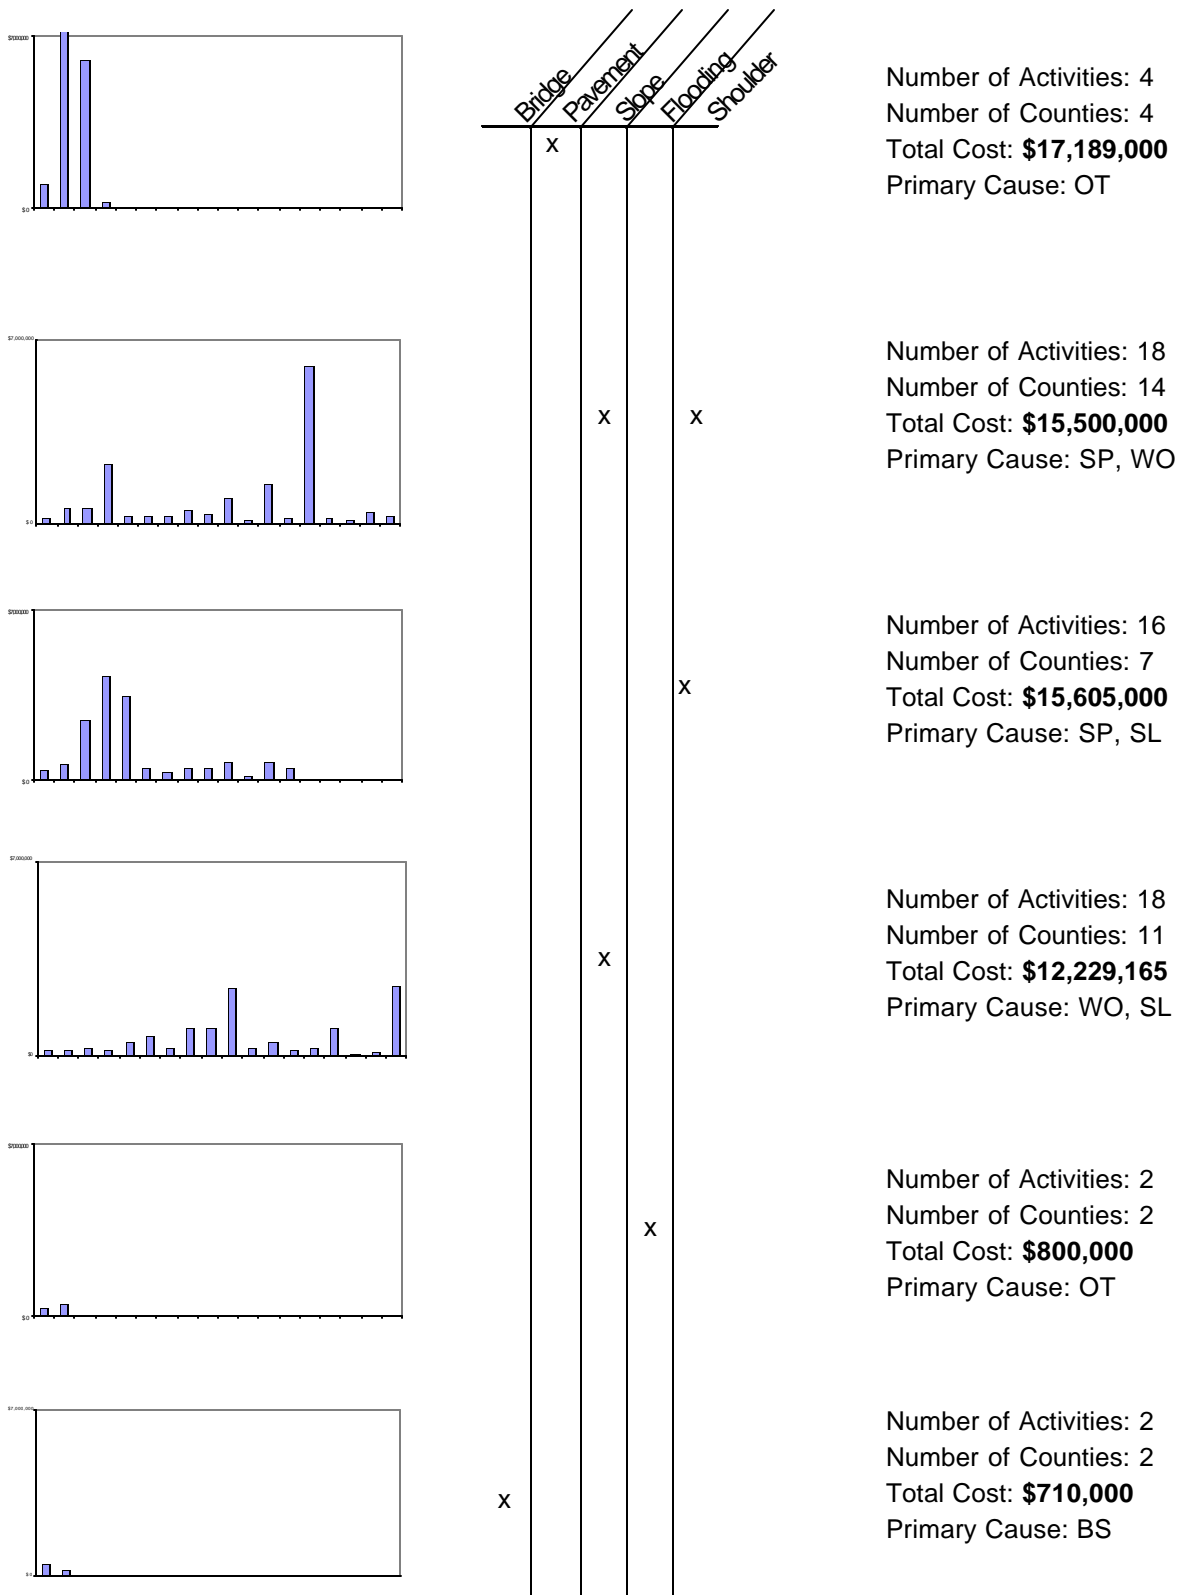 Bridge
Pavement
Slope
Flooding
Shoulder
$7,000,000
$0
x
Number of Activities: 4
Number of Counties: 4
Total Cost: $17,189,000
Primary Cause: OT
$7,000,000
$0
x x
Number of Activities: 18
Number of Counties: 14
Total Cost: $15,500,000
Primary Cause: SP, WO
$7,000,000
$0
x
Number of Activities: 16
Number of Counties: 7
Total Cost: $15,605,000
Primary Cause: SP, SL
$7,000,000
$0
x
Number of Activities: 18
Number of Counties: 11
Total Cost: $12,229,165
Primary Cause: WO, SL
$7,000,000
$0
x
Number of Activities: 2
Number of Counties: 2
Total Cost: $800,000
Primary Cause: OT
$7,000,000
$0
x
Number of Activities: 2
Number of Counties: 2
Total Cost: $710,000
Primary Cause: BS